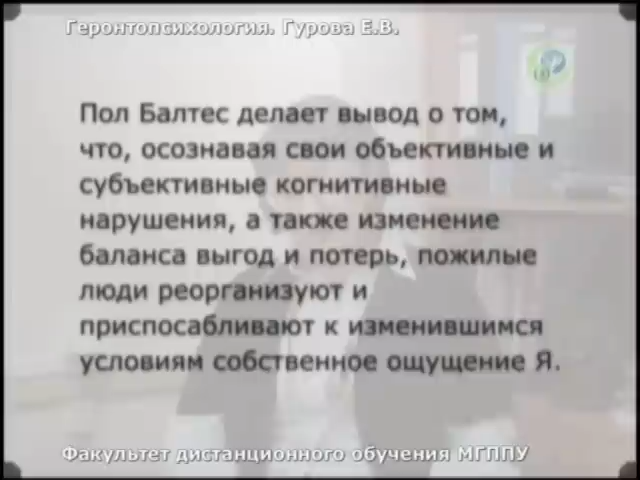 Геронтопсихология. Гурова Е.В.
Пол Балтес делает вывод о том,
что, осознавая свои объективные и
субъективные когнитивные
нарушения, а также изменение
баланса выгод и потерь, пожилые
люди реорганизуют и
приспосабливают к изменившимся
условиям собственное ощущение Я.
Факультет дистанционного обучения МГППУ